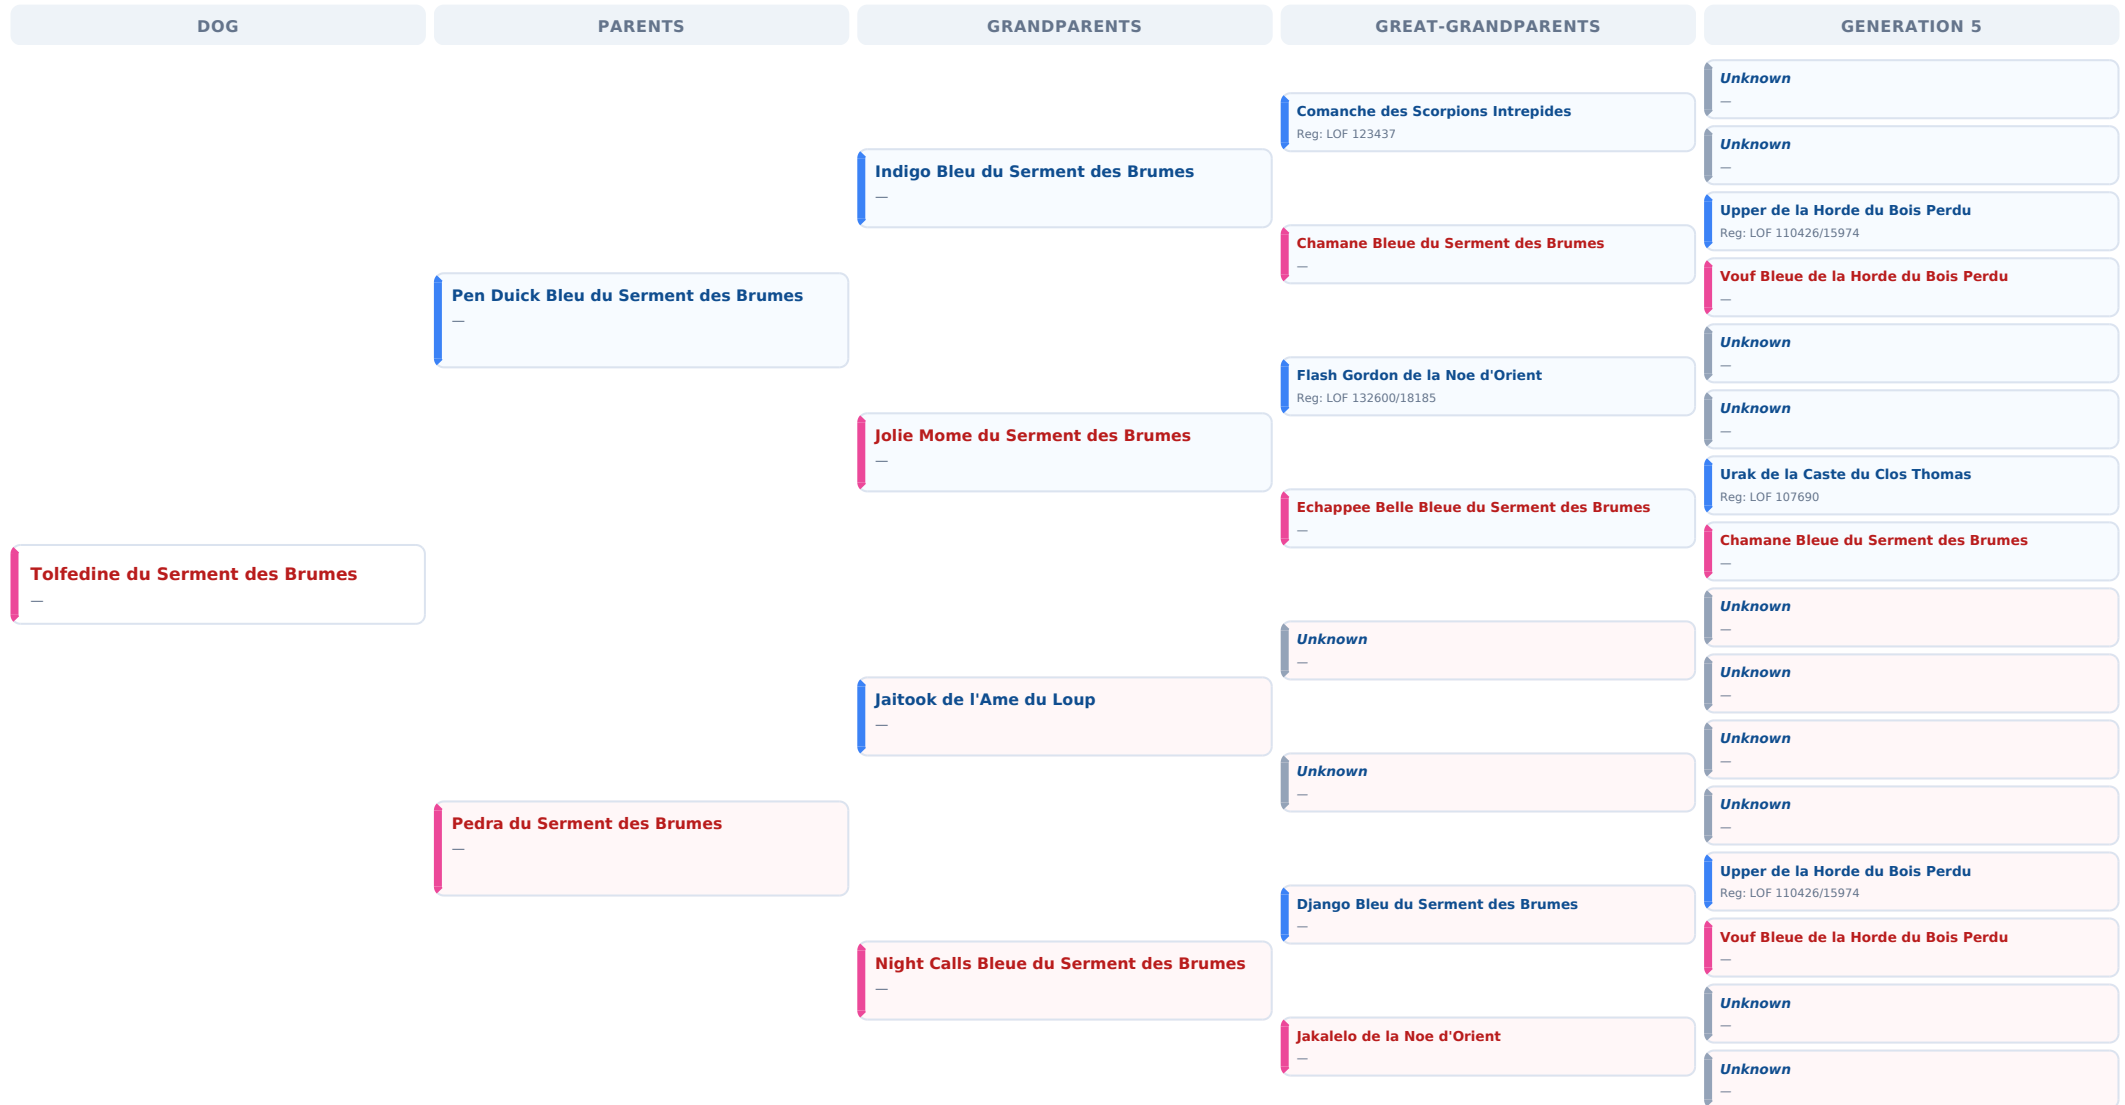 DOG
PARENTS
GRANDPARENTS
GREAT-GRANDPARENTS
GENERATION 5
Tolfedine du Serment des Brumes
—
Pen Duick Bleu du Serment des Brumes
—
Pedra du Serment des Brumes
—
Indigo Bleu du Serment des Brumes
—
Jolie Mome du Serment des Brumes
—
Jaitook de l'Ame du Loup
—
Night Calls Bleue du Serment des Brumes
—
Comanche des Scorpions Intrepides
Reg: LOF 123437
Chamane Bleue du Serment des Brumes
—
Flash Gordon de la Noe d'Orient
Reg: LOF 132600/18185
Echappee Belle Bleue du Serment des Brumes
—
Unknown
—
Unknown
—
Django Bleu du Serment des Brumes
—
Jakalelo de la Noe d'Orient
—
Unknown
—
Unknown
—
Upper de la Horde du Bois Perdu
Reg: LOF 110426/15974
Vouf Bleue de la Horde du Bois Perdu
—
Unknown
—
Unknown
—
Urak de la Caste du Clos Thomas
Reg: LOF 107690
Chamane Bleue du Serment des Brumes
—
Unknown
—
Unknown
—
Unknown
—
Unknown
—
Upper de la Horde du Bois Perdu
Reg: LOF 110426/15974
Vouf Bleue de la Horde du Bois Perdu
—
Unknown
—
Unknown
—